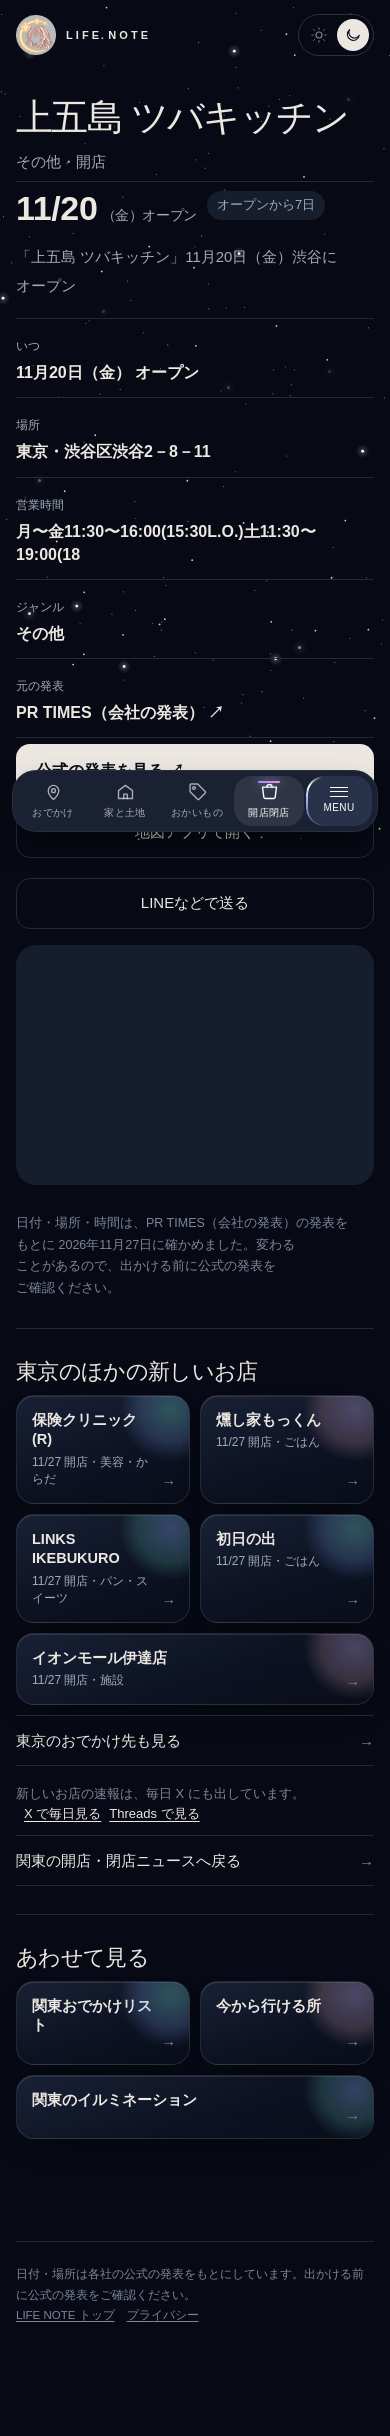 LIFE.NOTE
上五島 ツバキッチン
その他・開店
11/20 （金）オープン オープンから7日
「上五島 ツバキッチン」11月20日（金）渋谷に
オープン
いつ
11月20日（金） オープン
場所
東京・渋谷区渋谷2－8－11
営業時間
月〜金11:30〜16:00(15:30L.O.)土11:30〜
19:00(18
ジャンル
その他
元の発表
PR TIMES（会社の発表） ↗
公式の発表を見る ↗
おでかけ 家と土地 おかいもの 開店閉店 MENU
地図アプリで開く
LINEなどで送る
日付・場所・時間は、PR TIMES（会社の発表）の発表を
もとに 2026年11月27日に確かめました。変わる
ことがあるので、出かける前に公式の発表を
ご確認ください。
東京のほかの新しいお店
保険クリニック
(R)
11/27 開店・美容・か
らだ
→
燻し家もっくん
11/27 開店・ごはん
→
LINKS
IKEBUKURO
11/27 開店・パン・ス
イーツ
→
初日の出
11/27 開店・ごはん
→
イオンモール伊達店
11/27 開店・施設
→
東京のおでかけ先も見る →
新しいお店の速報は、毎日 X にも出しています。
X で毎日見る Threads で見る
関東の開店・閉店ニュースへ戻る →
あわせて見る
関東おでかけリス
ト
→
今から行ける所
→
関東のイルミネーション
→
日付・場所は各社の公式の発表をもとにしています。出かける前
に公式の発表をご確認ください。
LIFE NOTE トップ プライバシー